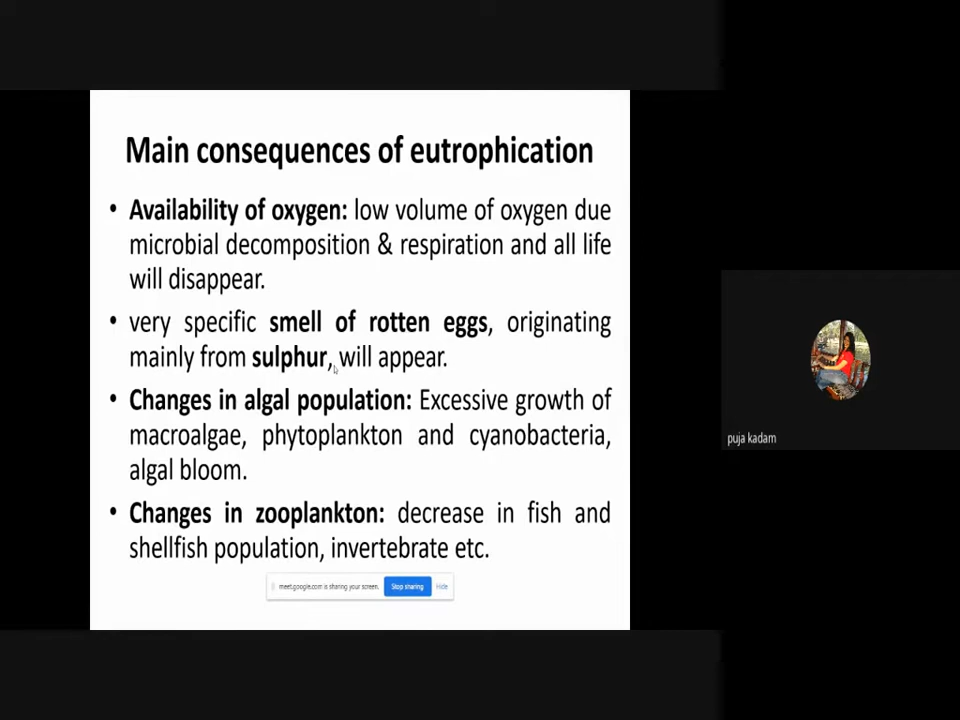 Main consequences of eutrophication
• Availability of oxygen: low volume of oxygen due
microbial decomposition & respiration and all life
will disappear.
• very specific smell of rotten eggs, originating
mainly from sulphur, will appear.
• Changes in algal population: Excessive growth of
macroalgae, phytoplankton and cyanobacteria,
algal bloom.
• Changes in zooplankton: decrease in fish and
shellfish population, invertebrate etc.
meet.google.com is sharing your screen. Stop sharing Hide
puja kadam